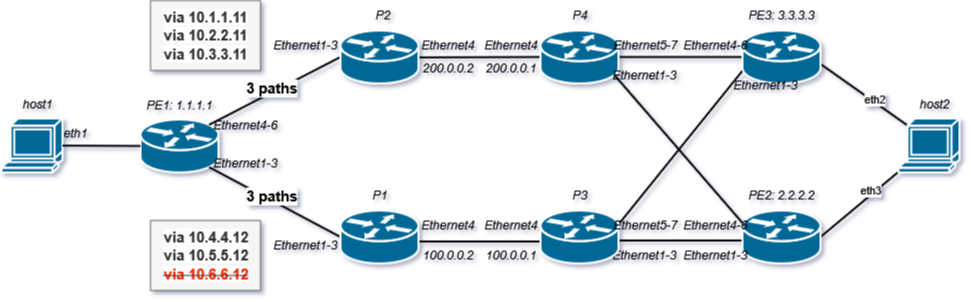 via 10.1.1.11
via 10.2.2.11
via 10.3.3.11
P2
P4
PE3: 3.3.3.3
Ethernet1-3
Ethernet4
Ethernet4
Ethernet5-7
Ethernet4-6
200.0.0.2
200.0.0.1
Ethernet1-3
Ethernet1-3
3 paths
host1
PE1: 1.1.1.1
eth2
host2
eth1
Ethernet4-6
Ethernet1-3
3 paths
P1
P3
PE2: 2.2.2.2
eth3
via 10.4.4.12
via 10.5.5.12
via 10.6.6.12
Ethernet1-3
Ethernet4
Ethernet4
Ethernet5-7
Ethernet4-6
100.0.0.2
100.0.0.1
Ethernet1-3
Ethernet1-3